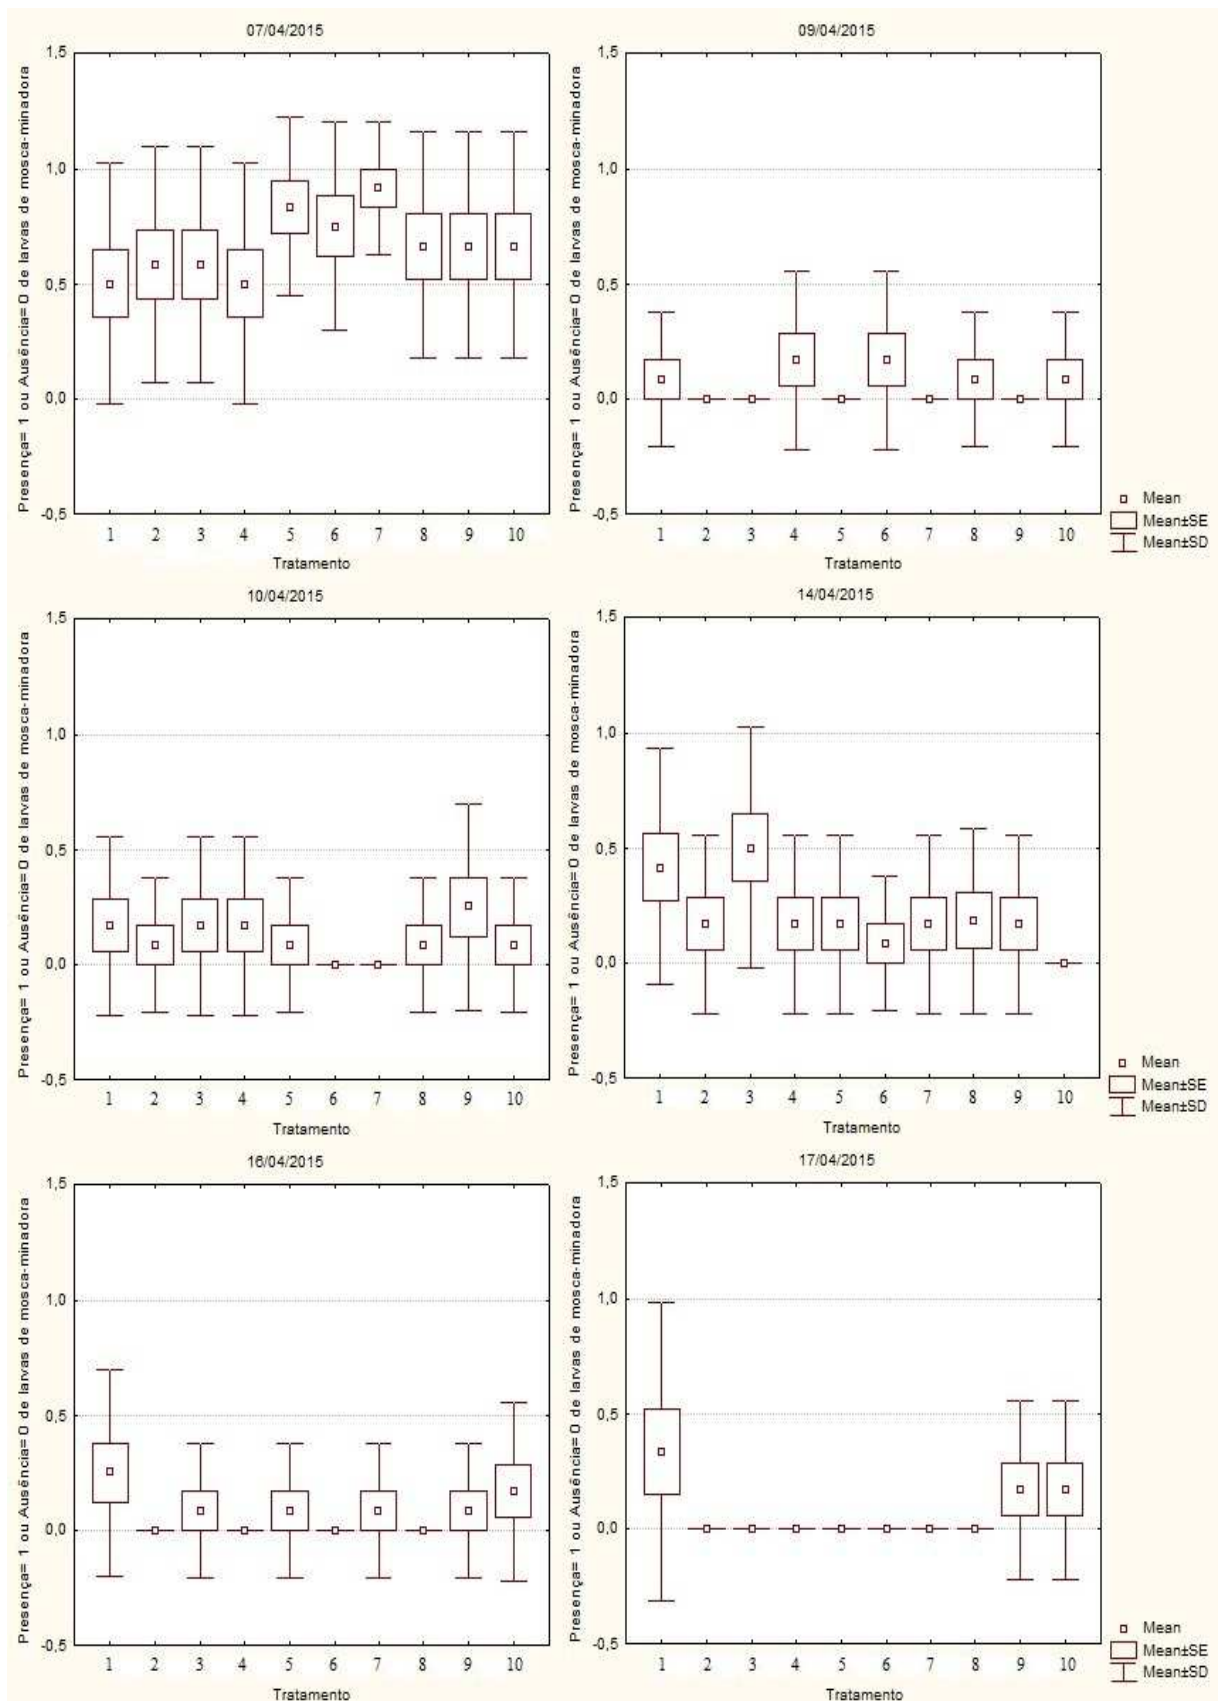 07/04/2015
Presença= 1 ou Ausência= 0 de larvas de mosca-minadora
1,5
1,0
0,5
0,0
-0,5
1 2 3 4 5 6 7 8 9 10
Tratamento
09/04/2015
Presença= 1 ou Ausência= 0 de larvas de mosca-minadora
1,5
1,0
0,5
0,0
-0,5
1 2 3 4 5 6 7 8 9 10
Tratamento
Mean
Mean±SE
Mean±SD
10/04/2015
Presença= 1 ou Ausência= 0 de larvas de mosca-minadora
1,5
1,0
0,5
0,0
-0,5
1 2 3 4 5 6 7 8 9 10
Tratamento
14/04/2015
Presença= 1 ou Ausência= 0 de larvas de mosca-minadora
1,5
1,0
0,5
0,0
-0,5
1 2 3 4 5 6 7 8 9 10
Tratamento
Mean
Mean±SE
Mean±SD
16/04/2015
Presença= 1 ou Ausência= 0 de larvas de mosca-minadora
1,5
1,0
0,5
0,0
-0,5
1 2 3 4 5 6 7 8 9 10
Tratamento
17/04/2015
Presença= 1 ou Ausência= 0 de larvas de mosca-minadora
1,5
1,0
0,5
0,0
-0,5
1 2 3 4 5 6 7 8 9 10
Tratamento
Mean
Mean±SE
Mean±SD